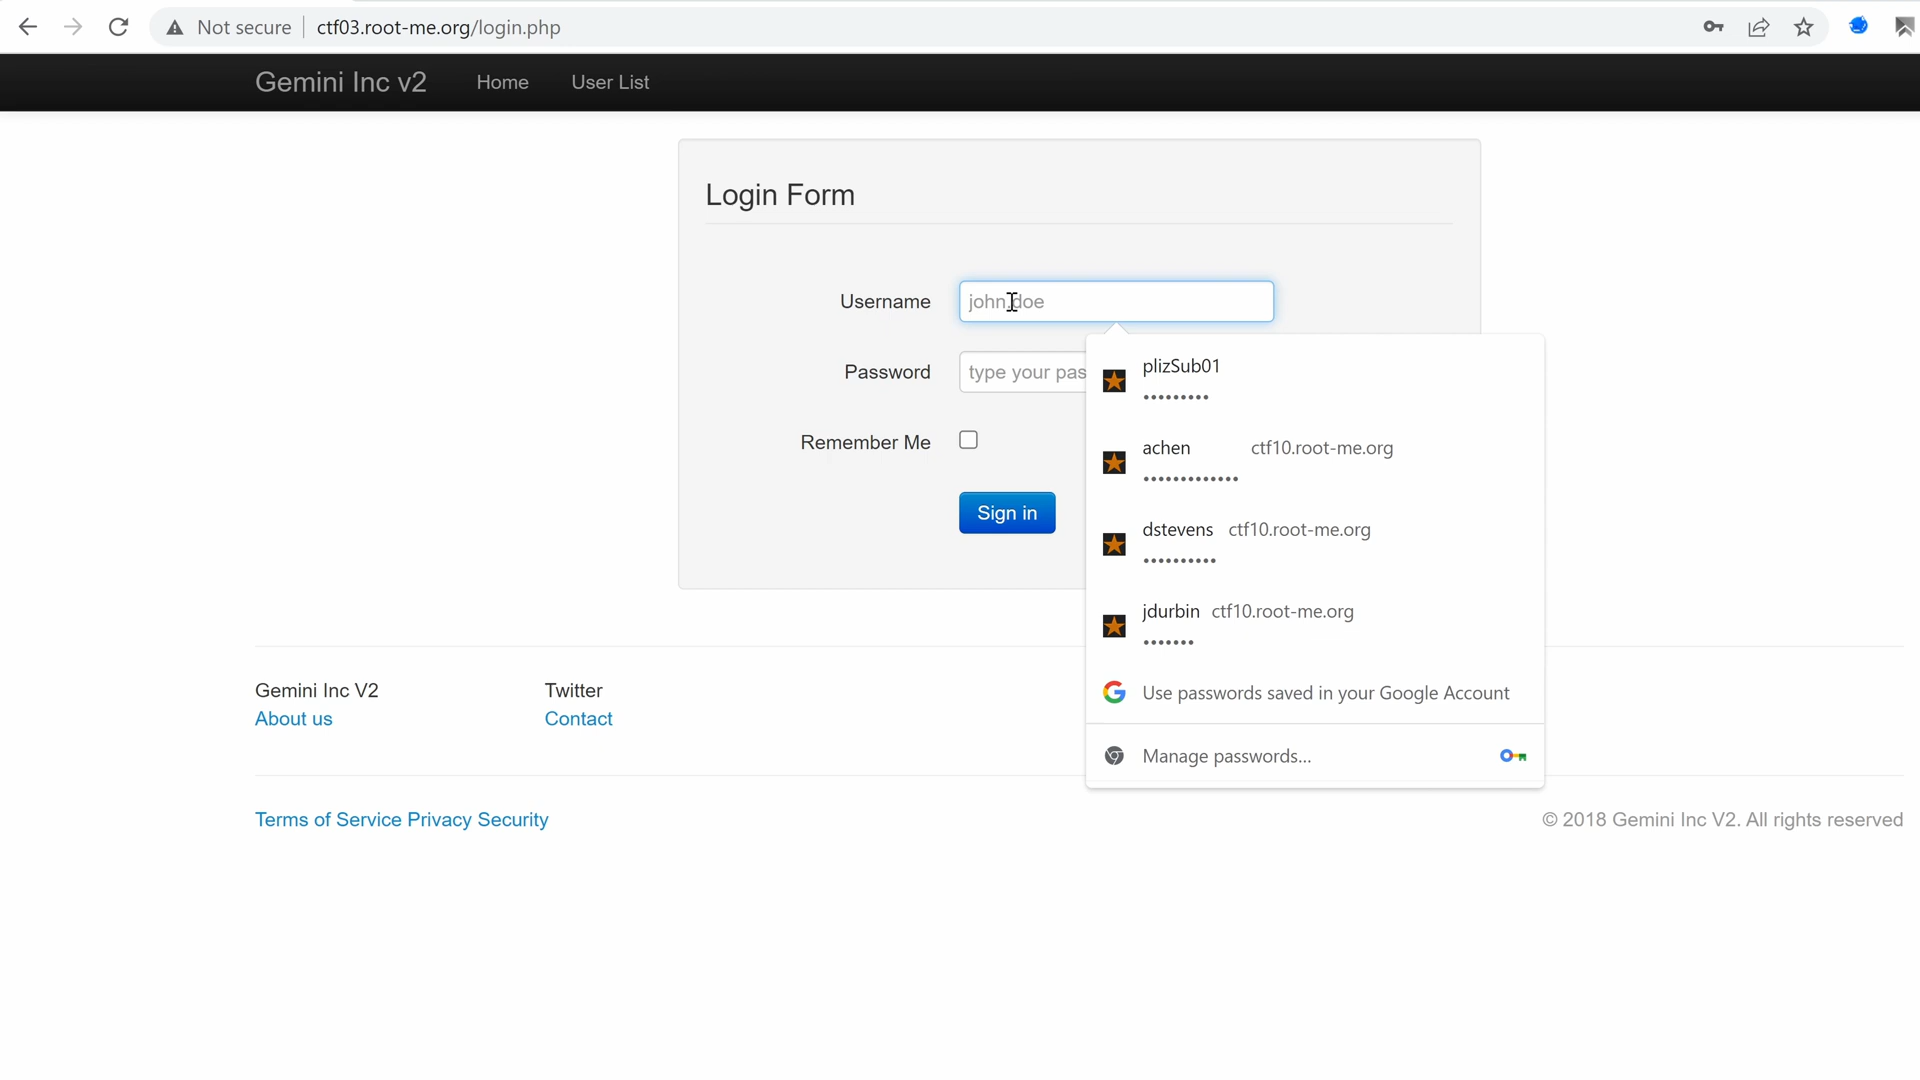 Not secure ctf03.root-me.org/login.php
Gemini Inc v2 Home User List
Login Form
Username john.doe
plizSub01
•••••••••
Password type your pas
Remember Me
achen ctf10.root-me.org
•••••••••••••
Sign in
dstevens ctf10.root-me.org
••••••••••
jdurbin ctf10.root-me.org
•••••••
Use passwords saved in your Google Account
Manage passwords...
Gemini Inc V2
About us
Twitter
Contact
Terms of Service Privacy Security
© 2018 Gemini Inc V2. All rights reserved